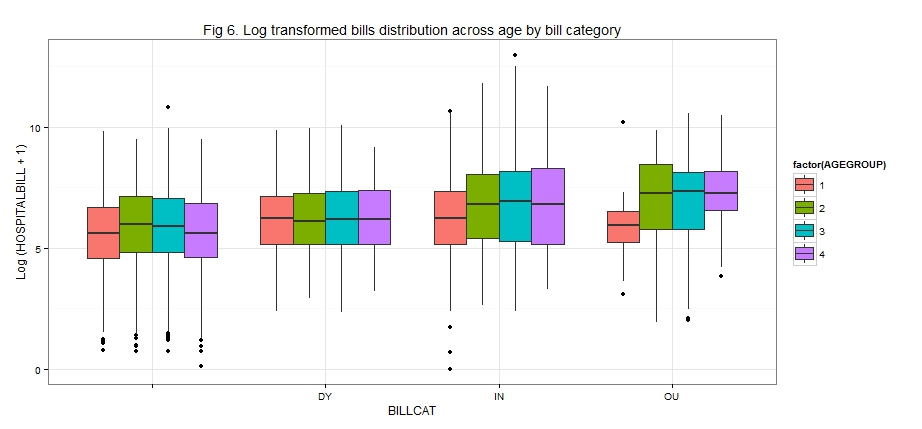 Fig 6. Log transformed bills distribution across age by bill category
Log (HOSPITALBILL + 1)
10
5
0
DY
IN
OU
BILLCAT
factor(AGEGROUP)
1
2
3
4